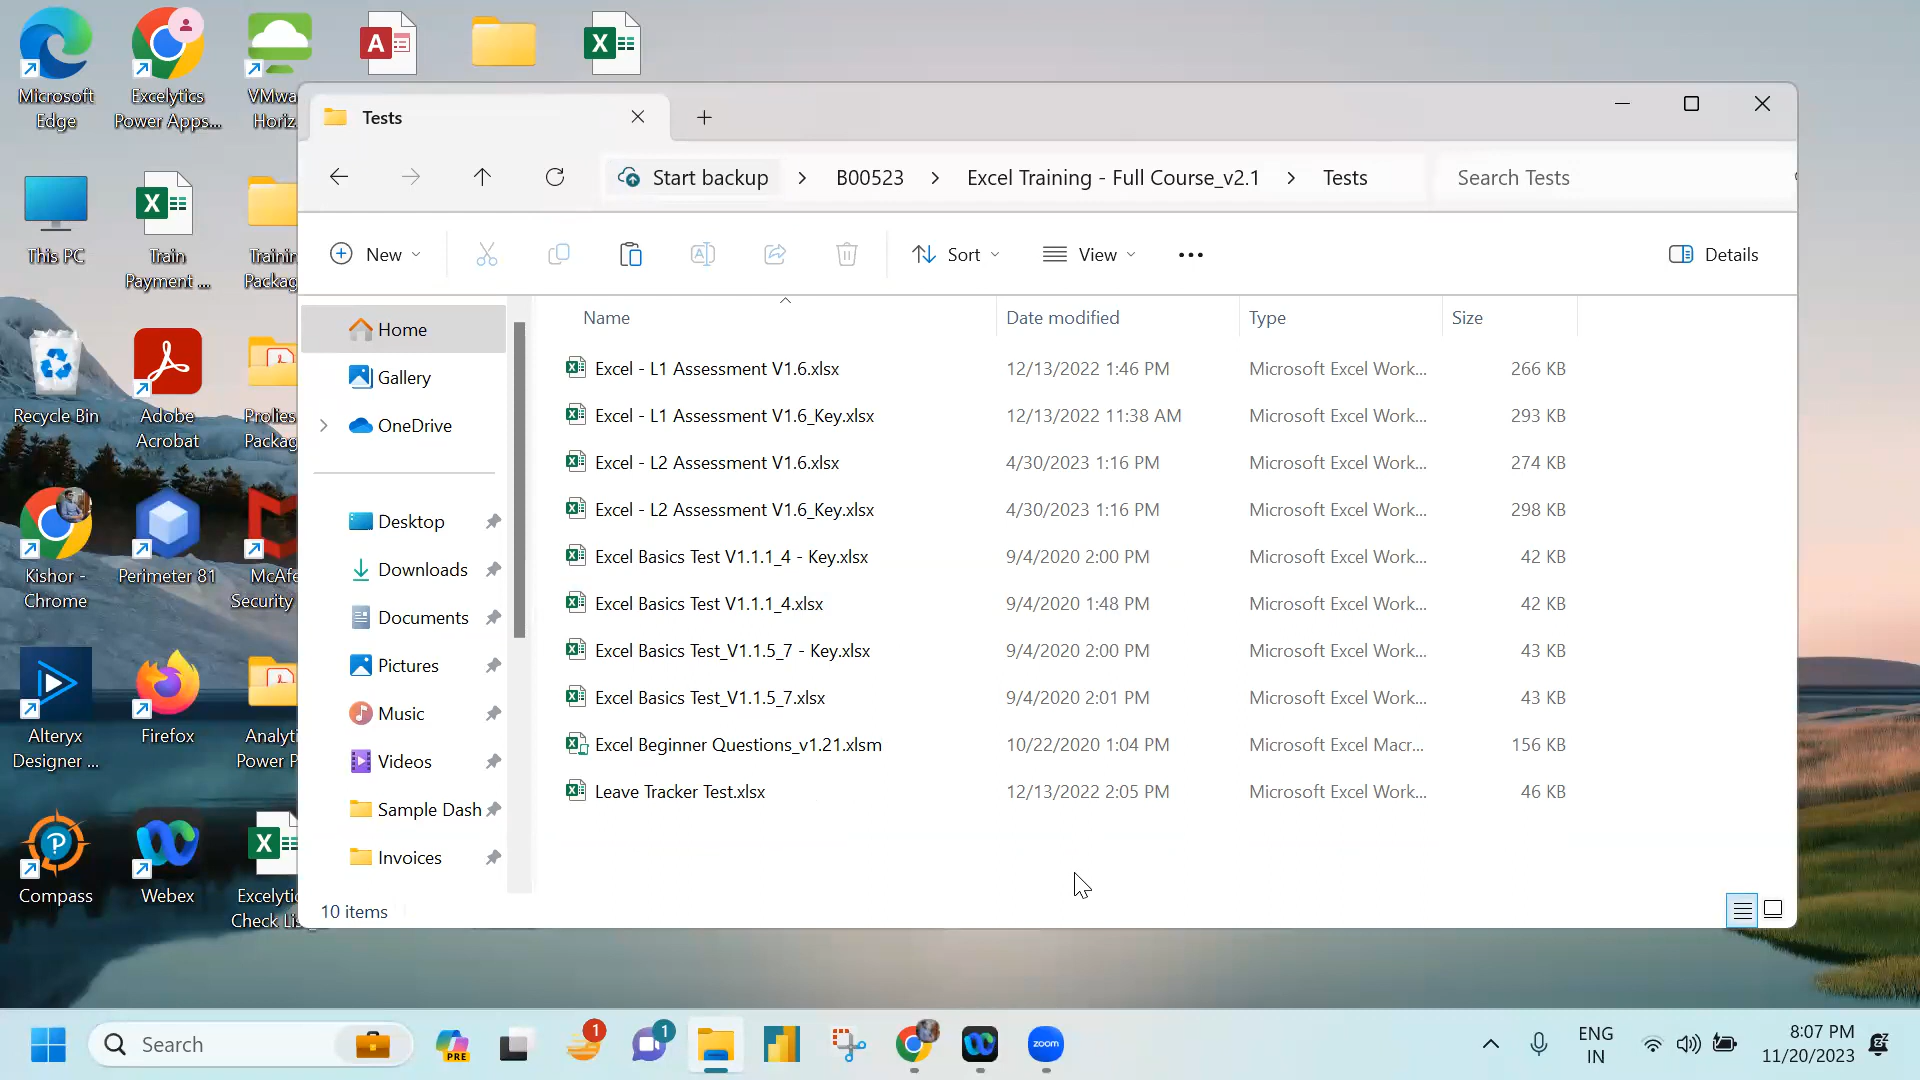 Microsoft
Edge
Excelytics
Power Apps...
VMwa
Horiz
This PC
Train
Payment ...
Trainin
Packag
Recycle Bin
Adobe
Acrobat
Prolies
Packag
Kishor -
Chrome
Perimeter 81
McAfe
Security
Alteryx
Designer ...
Firefox
Analyti
Power P
Compass
Webex
Excelytic
Check Lis
Tests
Start backup > B00523 > Excel Training - Full Course_v2.1 > Tests
Search Tests
New
Sort
View
Details
Home
Gallery
OneDrive
Desktop
Downloads
Documents
Pictures
Music
Videos
Sample Dash
Invoices
Name Date modified Type Size
Excel - L1 Assessment V1.6.xlsx 12/13/2022 1:46 PM Microsoft Excel Work... 266 KB
Excel - L1 Assessment V1.6_Key.xlsx 12/13/2022 11:38 AM Microsoft Excel Work... 293 KB
Excel - L2 Assessment V1.6.xlsx 4/30/2023 1:16 PM Microsoft Excel Work... 274 KB
Excel - L2 Assessment V1.6_Key.xlsx 4/30/2023 1:16 PM Microsoft Excel Work... 298 KB
Excel Basics Test V1.1.1_4 - Key.xlsx 9/4/2020 2:00 PM Microsoft Excel Work... 42 KB
Excel Basics Test V1.1.1_4.xlsx 9/4/2020 1:48 PM Microsoft Excel Work... 42 KB
Excel Basics Test_V1.1.5_7 - Key.xlsx 9/4/2020 2:00 PM Microsoft Excel Work... 43 KB
Excel Basics Test_V1.1.5_7.xlsx 9/4/2020 2:01 PM Microsoft Excel Work... 43 KB
Excel Beginner Questions_v1.21.xlsm 10/22/2020 1:04 PM Microsoft Excel Macr... 156 KB
Leave Tracker Test.xlsx 12/13/2022 2:05 PM Microsoft Excel Work... 46 KB
10 items
Search
PRE
1
1
zoom
ENG
IN
8:07 PM
11/20/2023